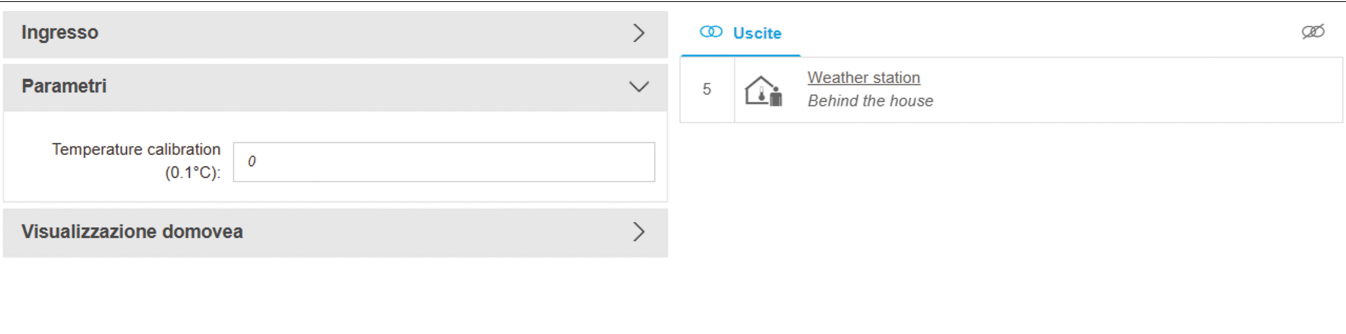 Ingresso
Parametri
Temperature calibration
(0.1°C):
0
Visualizzazione domovea
Uscite
5
Weather station
Behind the house